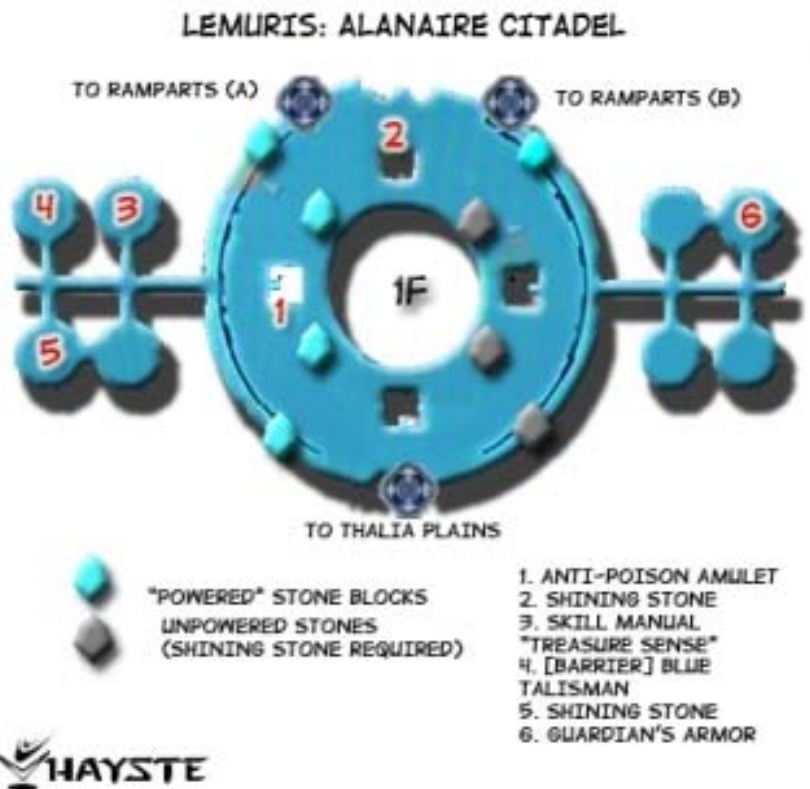 LEMURIS: ALANAIRE CITADEL
TO RAMPARTS (A)
TO RAMPARTS (B)
2
4
3
6
1
1F
5
TO THALIA PLAINS
"POWERED" STONE BLOCKS
UNPOWERED STONES
(SHINING STONE REQUIRED)
1. ANTI-POISON AMULET
2. SHINING STONE
3. SKILL MANUAL
"TREASURE SENSE"
4. [BARRIER] BLUE
TALISMAN
5. SHINING STONE
6. GUARDIAN'S ARMOR
HAYSTE